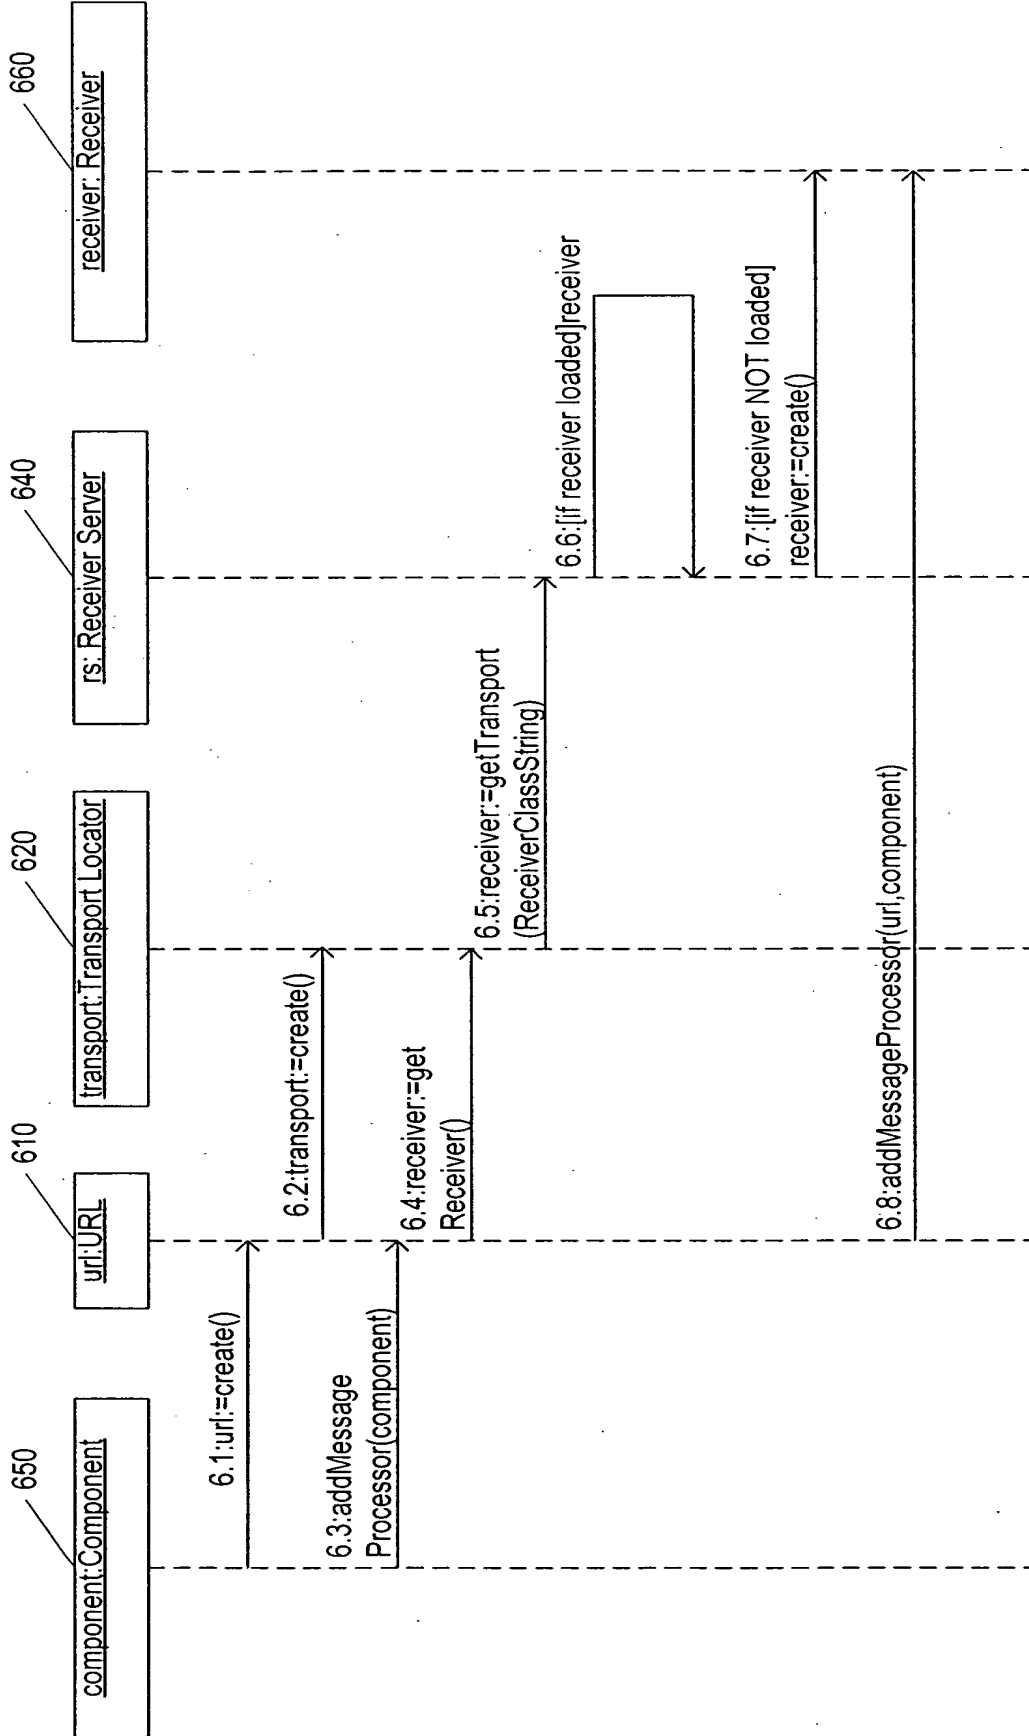 650
610
620
640
660
component:Component
url:URL
transport:Transport Locator
rs: Receiver Server
receiver: Receiver
6.1:url:=create()
6.2:transport:=create()
6.3:addMessage
Processor(component)
6.4:receiver:=get
Receiver()
6.5:receiver:=getTransport
(ReceiverClassString)
6.6:[if receiver loaded]receiver
6.7:[if receiver NOT loaded]
receiver:=create()
6.8:addMessageProcessor(url,component)